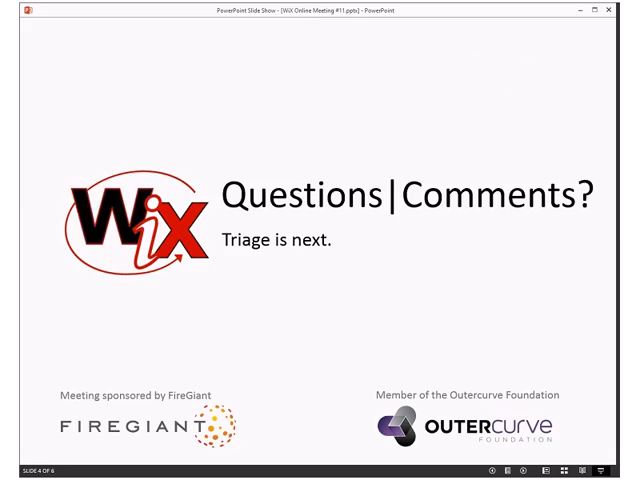 PowerPoint Slide Show - [WiX Online Meeting #11.pptx] - PowerPoint
WiX
Questions|Comments?
Triage is next.
Meeting sponsored by FireGiant
Member of the Outercurve Foundation
FIREGIANT
OUTERCURVE
FOUNDATION
SLIDE 4 OF 6